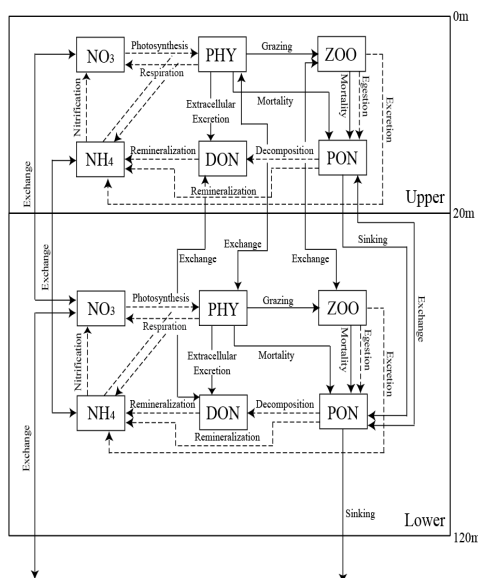 0m
NO3
Photosynthesis
Respiration
PHY
Grazing
ZOO
Nitrification
Extracellular
Excretion
Mortality
Mortality
Egestion
Excretion
NH4
Remineralization
DON
Decomposition
PON
Remineralization
Exchange
Exchange
Upper
20m
Sinking
Exchange
Exchange
Exchange
Exchange
NO3
Photosynthesis
Respiration
PHY
Grazing
ZOO
Nitrification
Extracellular
Excretion
Mortality
Mortality
Egestion
Excretion
NH4
Remineralization
DON
Decomposition
PON
Remineralization
Exchange
Sinking
Lower
120m